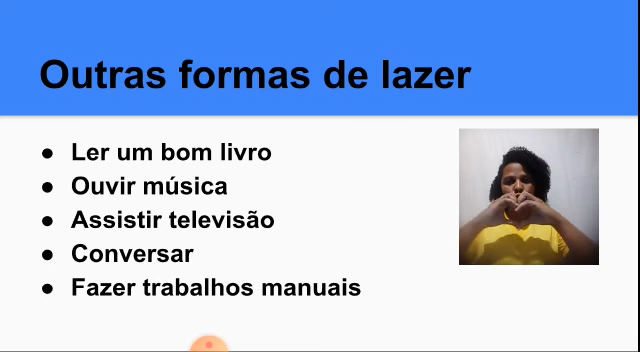 Outras formas de lazer
● Ler um bom livro
● Ouvir música
● Assistir televisão
● Conversar
● Fazer trabalhos manuais